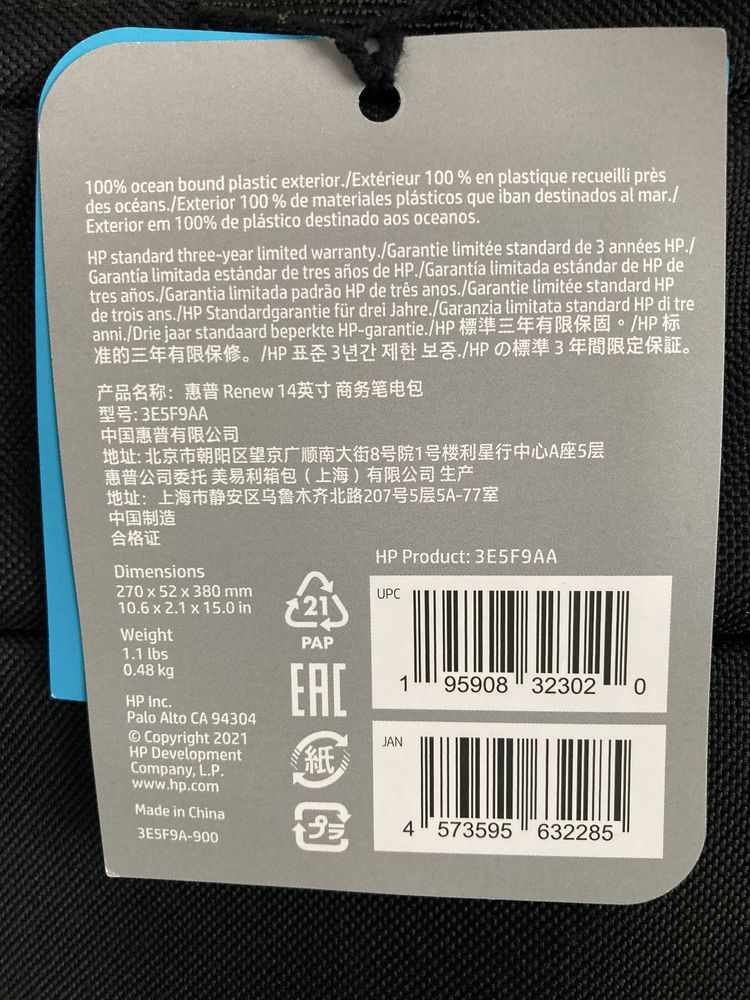 100% ocean bound plastic exterior./Extérieur 100 % en plastique recueilli près
des océans./Exterior 100 % de materiales plásticos que iban destinados al mar./
Exterior em 100% de plástico destinado aos oceanos.
HP standard three-year limited warranty./Garantie limitée standard de 3 années HP./
Garantía limitada estándar de tres años de HP./Garantía limitada estándar de HP de
tres años./Garantia limitada padrão HP de três anos./Garantie limitée standard HP
de trois ans./HP Standardgarantie für drei Jahre./Garanzia limitata standard HP di tre
anni./Drie jaar standaard beperkte HP-garantie./HP 標準三年有限保固。/HP 标
准的三年有限保修。/HP 표준 3년간 제한 보증./HP の標準 3 年間限定保証。
产品名称：惠普 Renew 14英寸 商务笔电包
型号: 3E5F9AA
中国惠普有限公司
地址: 北京市朝阳区望京广顺南大街8号院1号楼利星行中心A座5层
惠普公司委托 美易利箱包（上海）有限公司 生产
地址：上海市静安区乌鲁木齐北路207号5层5A-77室
中国制造
合格证
HP Product: 3E5F9AA
Dimensions
270 x 52 x 380 mm
10.6 x 2.1 x 15.0 in
Weight
1.1 lbs
0.48 kg
HP Inc.
Palo Alto CA 94304
© Copyright 2021
HP Development
Company, L.P.
www.hp.com
Made in China
3E5F9A-900
21
PAP
EAC
紙
プラ
UPC
1 95908 32302 0
JAN
4 573595 632285